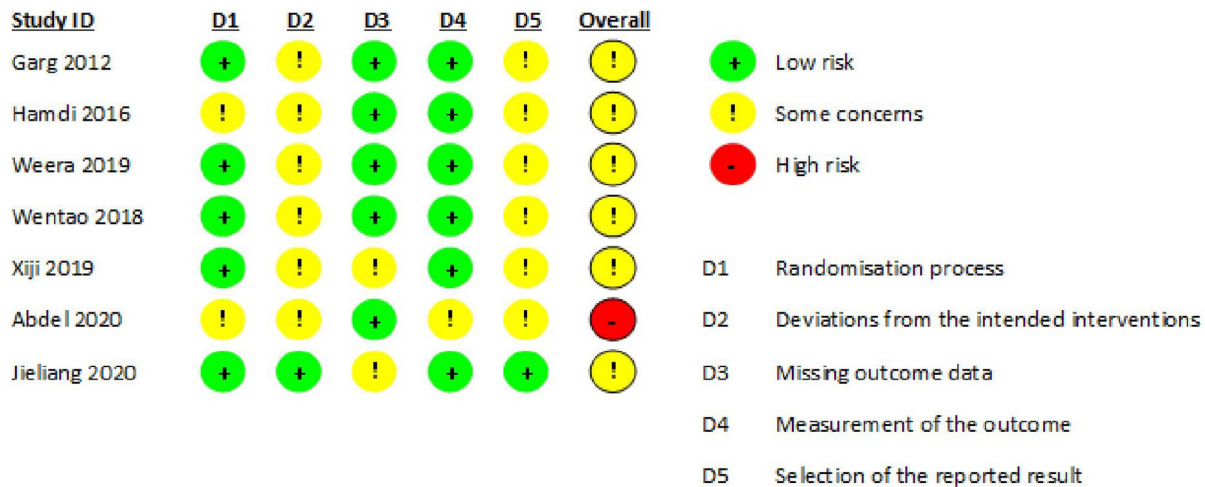 Study ID D1 D2 D3 D4 D5 Overall
Garg 2012 + ! + + ! ! + Low risk
Hamdi 2016 ! ! + + ! ! ! Some concerns
Weera 2019 + ! + + ! ! - High risk
Wentao 2018 + ! + + ! !
Xiji 2019 + ! ! + ! ! D1 Randomisation process
Abdel 2020 ! ! + ! ! - D2 Deviations from the intended interventions
Jieliang 2020 + + ! + + ! D3 Missing outcome data
D4 Measurement of the outcome
D5 Selection of the reported result